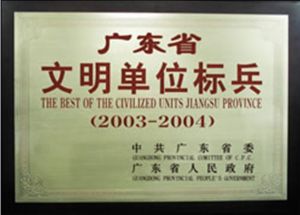 广东省
文明单位标兵
THE BEST OF THE CIVILIZED UNITS JIANGSU PROVINCE
(2003-2004)
中共广东省委
GUANGDONG PROVINCIAL COMITTEE OF C.P.C.
广东省人民政府
GUANGDONG PROVINCIAL PEOPLE'S GOVERNMENT